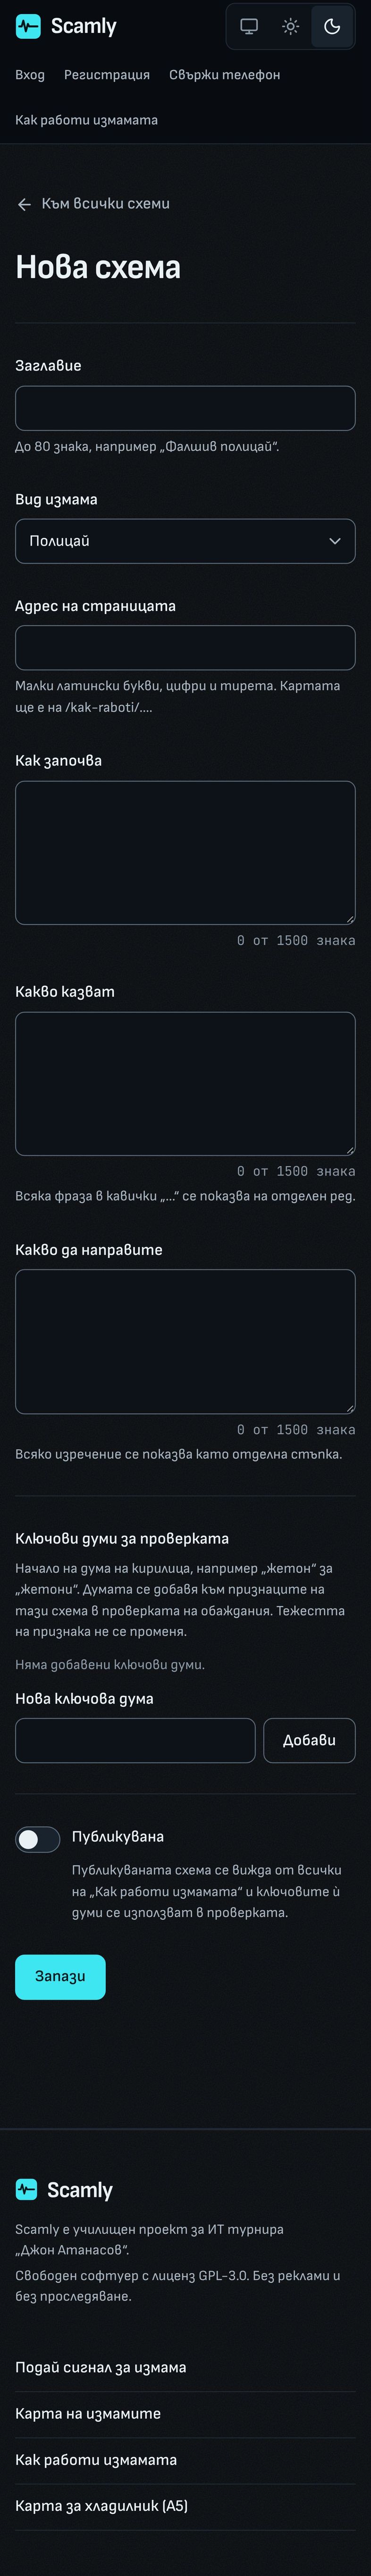 Scamly
Вход Регистрация Свържи телефон
Как работи измамата
Към всички схеми
Нова схема
Заглавие
До 80 знака, например „Фалшив полицай“.
Вид измама
Полицай
Адрес на страницата
Малки латински букви, цифри и тирета. Картата
ще е на /kak-raboti/....
Как започва
0 от 1500 знака
Какво казват
0 от 1500 знака
Всяка фраза в кавички „...“ се показва на отделен ред.
Какво да направите
0 от 1500 знака
Всяко изречение се показва като отделна стъпка.
Ключови думи за проверката
Начало на дума на кирилица, например „жетон“ за
„жетони“. Думата се добавя към признаците на
тази схема в проверката на обаждания. Тежестта
на признака не се променя.
Няма добавени ключови думи.
Нова ключова дума
Добави
Публикувана
Публикуваната схема се вижда от всички
на „Как работи измамата“ и ключовите ѝ
думи се използват в проверката.
Запази
Scamly
Scamly е училищен проект за ИТ турнира
„Джон Атанасов“.
Свободен софтуер с лиценз GPL-3.0. Без реклами и
без проследяване.
Подай сигнал за измама
Карта на измамите
Как работи измамата
Карта за хладилник (А5)